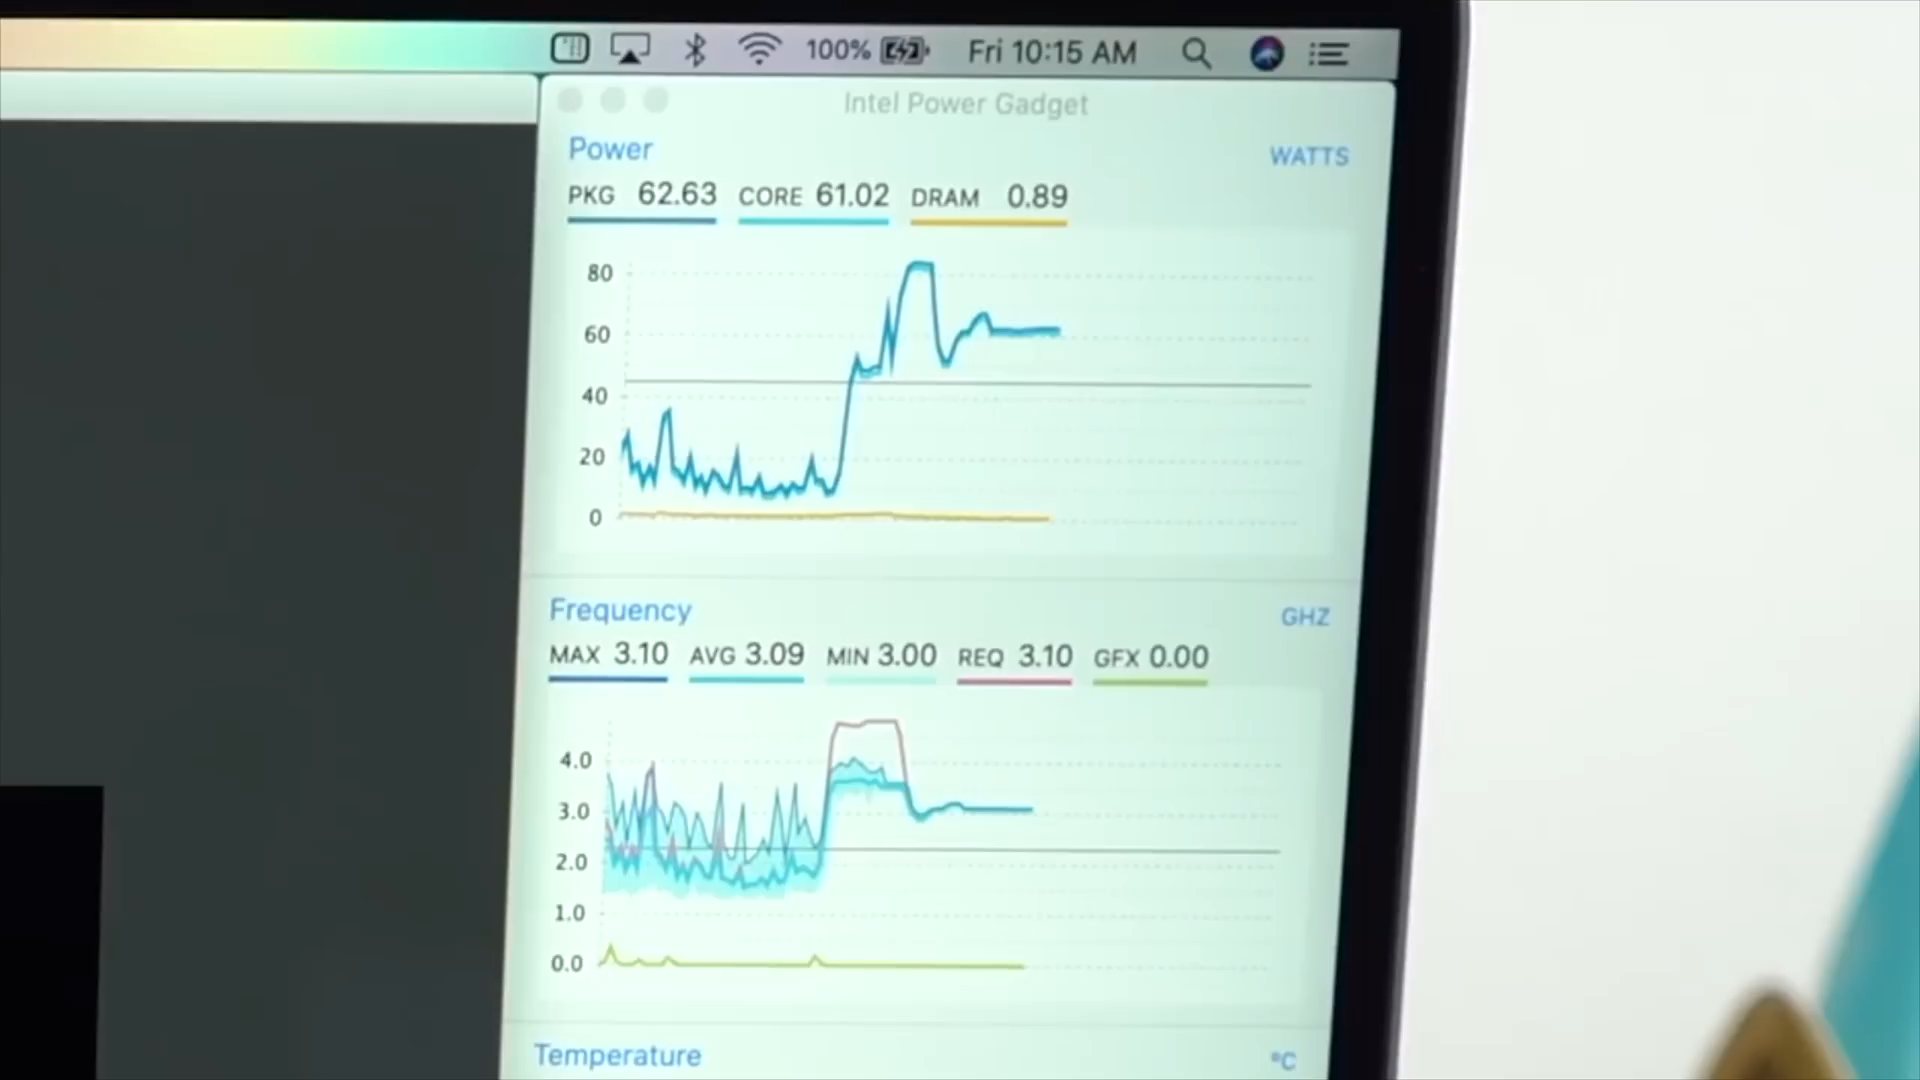 100% Fri 10:15 AM
Intel Power Gadget
Power WATTS
PKG 62.63 CORE 61.02 DRAM 0.89
80
60
40
20
0
Frequency GHZ
MAX 3.10 AVG 3.09 MIN 3.00 REQ 3.10 GFX 0.00
4.0
3.0
2.0
1.0
0.0
Temperature °C